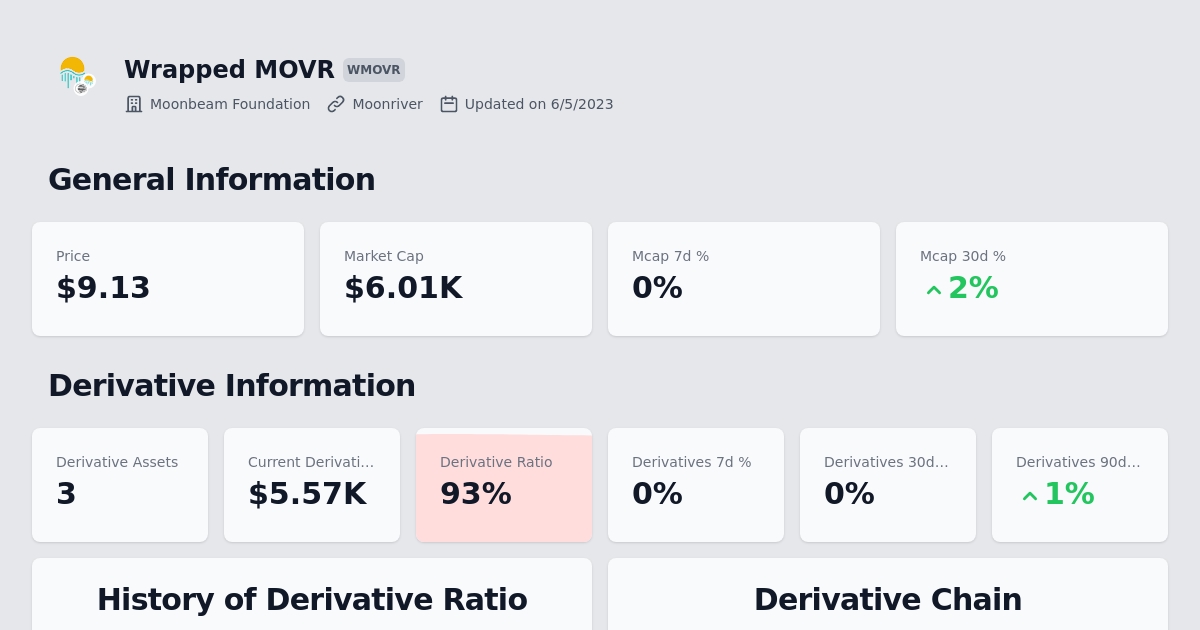 Wrapped MOVR WMOVR
Moonbeam Foundation Moonriver Updated on 6/5/2023
General Information
Price Market Cap Mcap 7d % Mcap 30d %
$9.13 $6.01K 0% 2%
Derivative Information
Derivative Assets Current Derivati... Derivative Ratio Derivatives 7d % Derivatives 30d... Derivatives 90d...
3 $5.57K 93% 0% 0% 1%
History of Derivative Ratio Derivative Chain